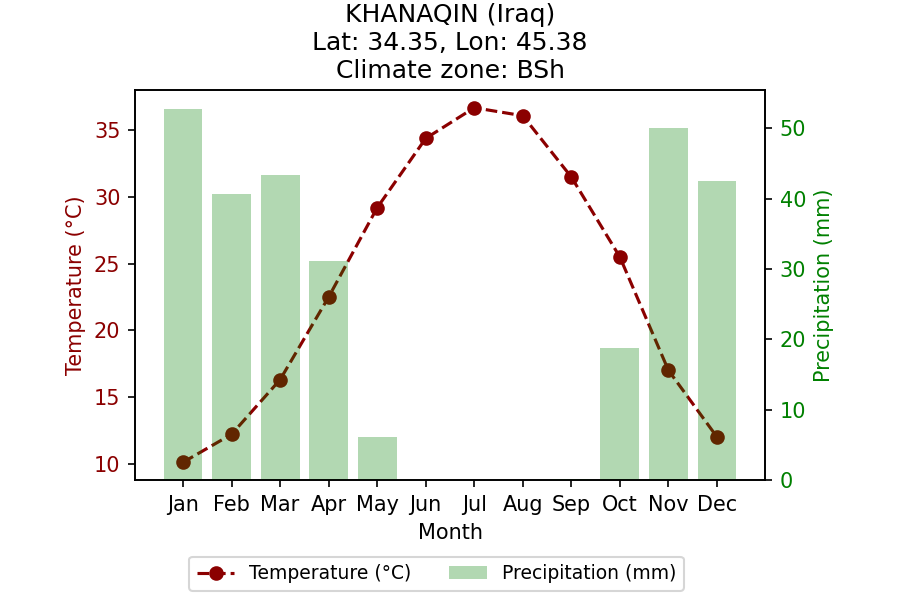 KHANAQIN (Iraq)
Lat: 34.35, Lon: 45.38
Climate zone: BSh
Temperature (°C)
35
30
25
20
15
10
Precipitation (mm)
50
40
30
20
10
0
Jan Feb Mar Apr May Jun Jul Aug Sep Oct Nov Dec
Month
Temperature (°C) Precipitation (mm)